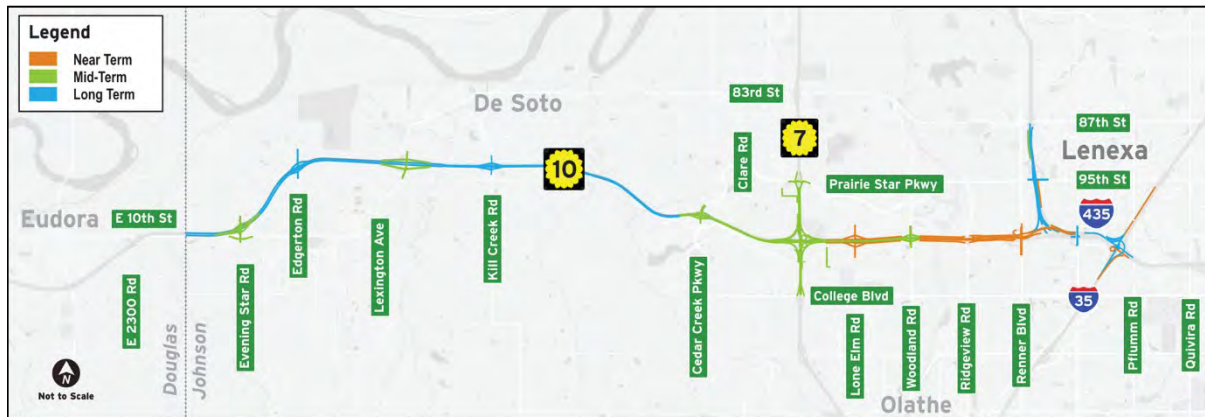 Legend
Near Term
Mid-Term
Long Term
De Soto
83rd St
7
Clare Rd
87th St
Lenexa
95th St
10
Prairie Star Pkwy
435
Eudora
E 10th St
Edgerton Rd
Lexington Ave
Kill Creek Rd
Evening Star Rd
E 2300 Rd
Cedar Creek Pkwy
College Blvd
35
Lone Elm Rd
Woodland Rd
Ridgeview Rd
Renner Blvd
Pflumm Rd
Quivira Rd
Douglas
Johnson
N
Not to Scale
Olathe